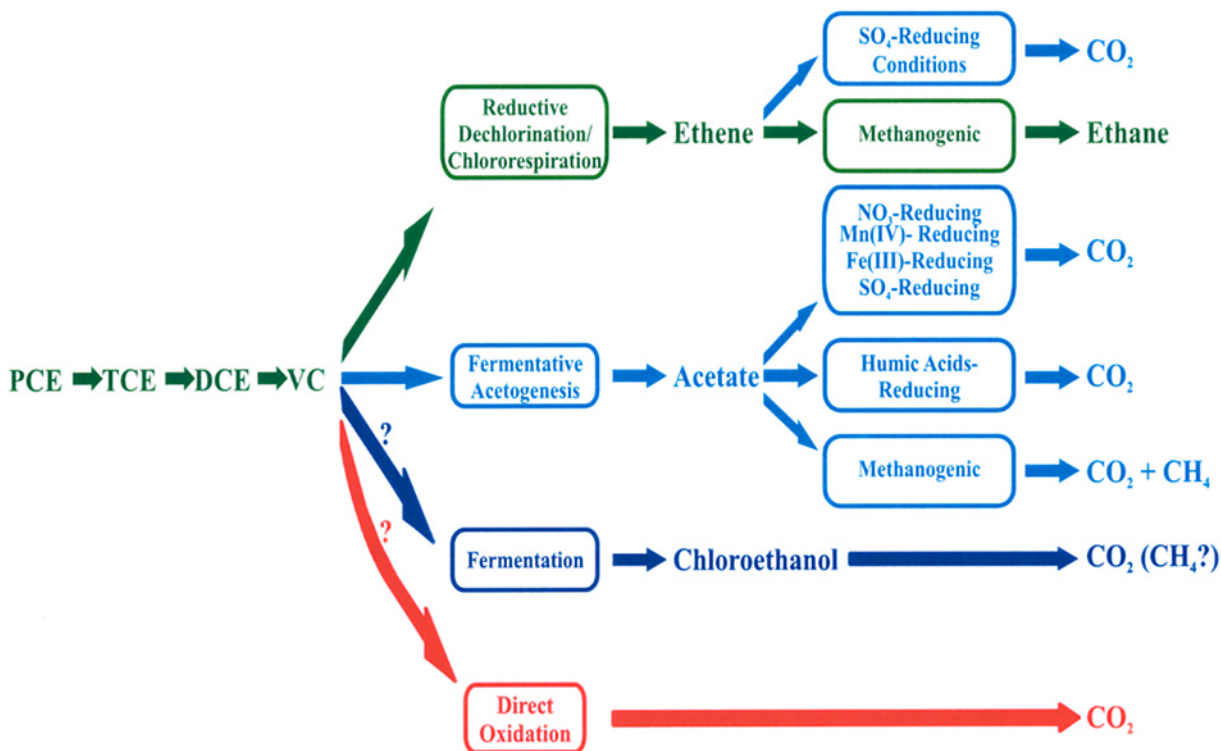 SO₄-Reducing
Conditions
CO₂
Reductive
Dechlorination/
Chlororespiration
Ethene
Methanogenic
Ethane
NO₃-Reducing
Mn(IV)- Reducing
Fe(III)-Reducing
SO₄-Reducing
CO₂
PCE TCE DCE VC
Fermentative
Acetogenesis
Acetate
Humic Acids-
Reducing
CO₂
?
Methanogenic
CO₂ + CH₄
?
Fermentation
Chloroethanol
CO₂ (CH₄?)
Direct
Oxidation
CO₂